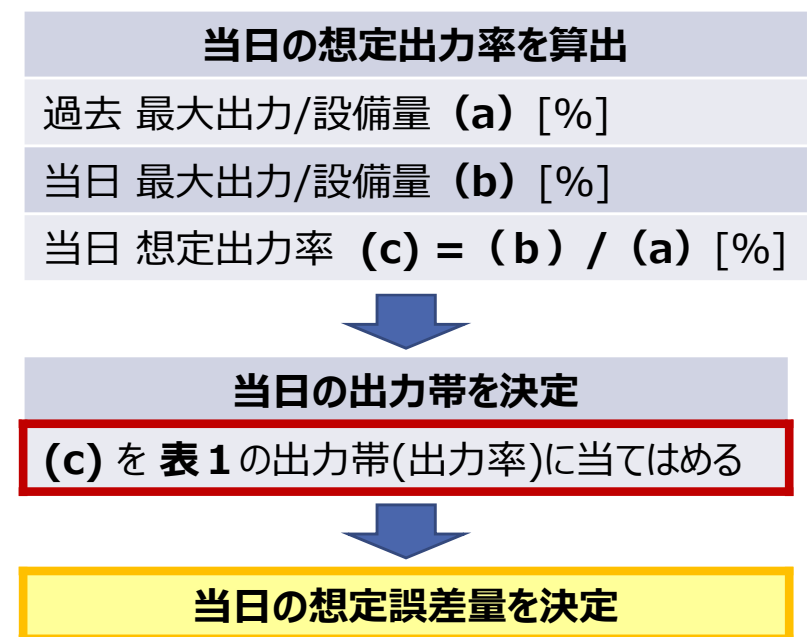 当日の想定出力率を算出
過去 最大出力/設備量（a）[%]
当日 最大出力/設備量（b）[%]
当日 想定出力率 (c) =（b）/（a）[%]
当日の出力帯を決定
(c) を 表１の出力帯(出力率)に当てはめる
当日の想定誤差量を決定